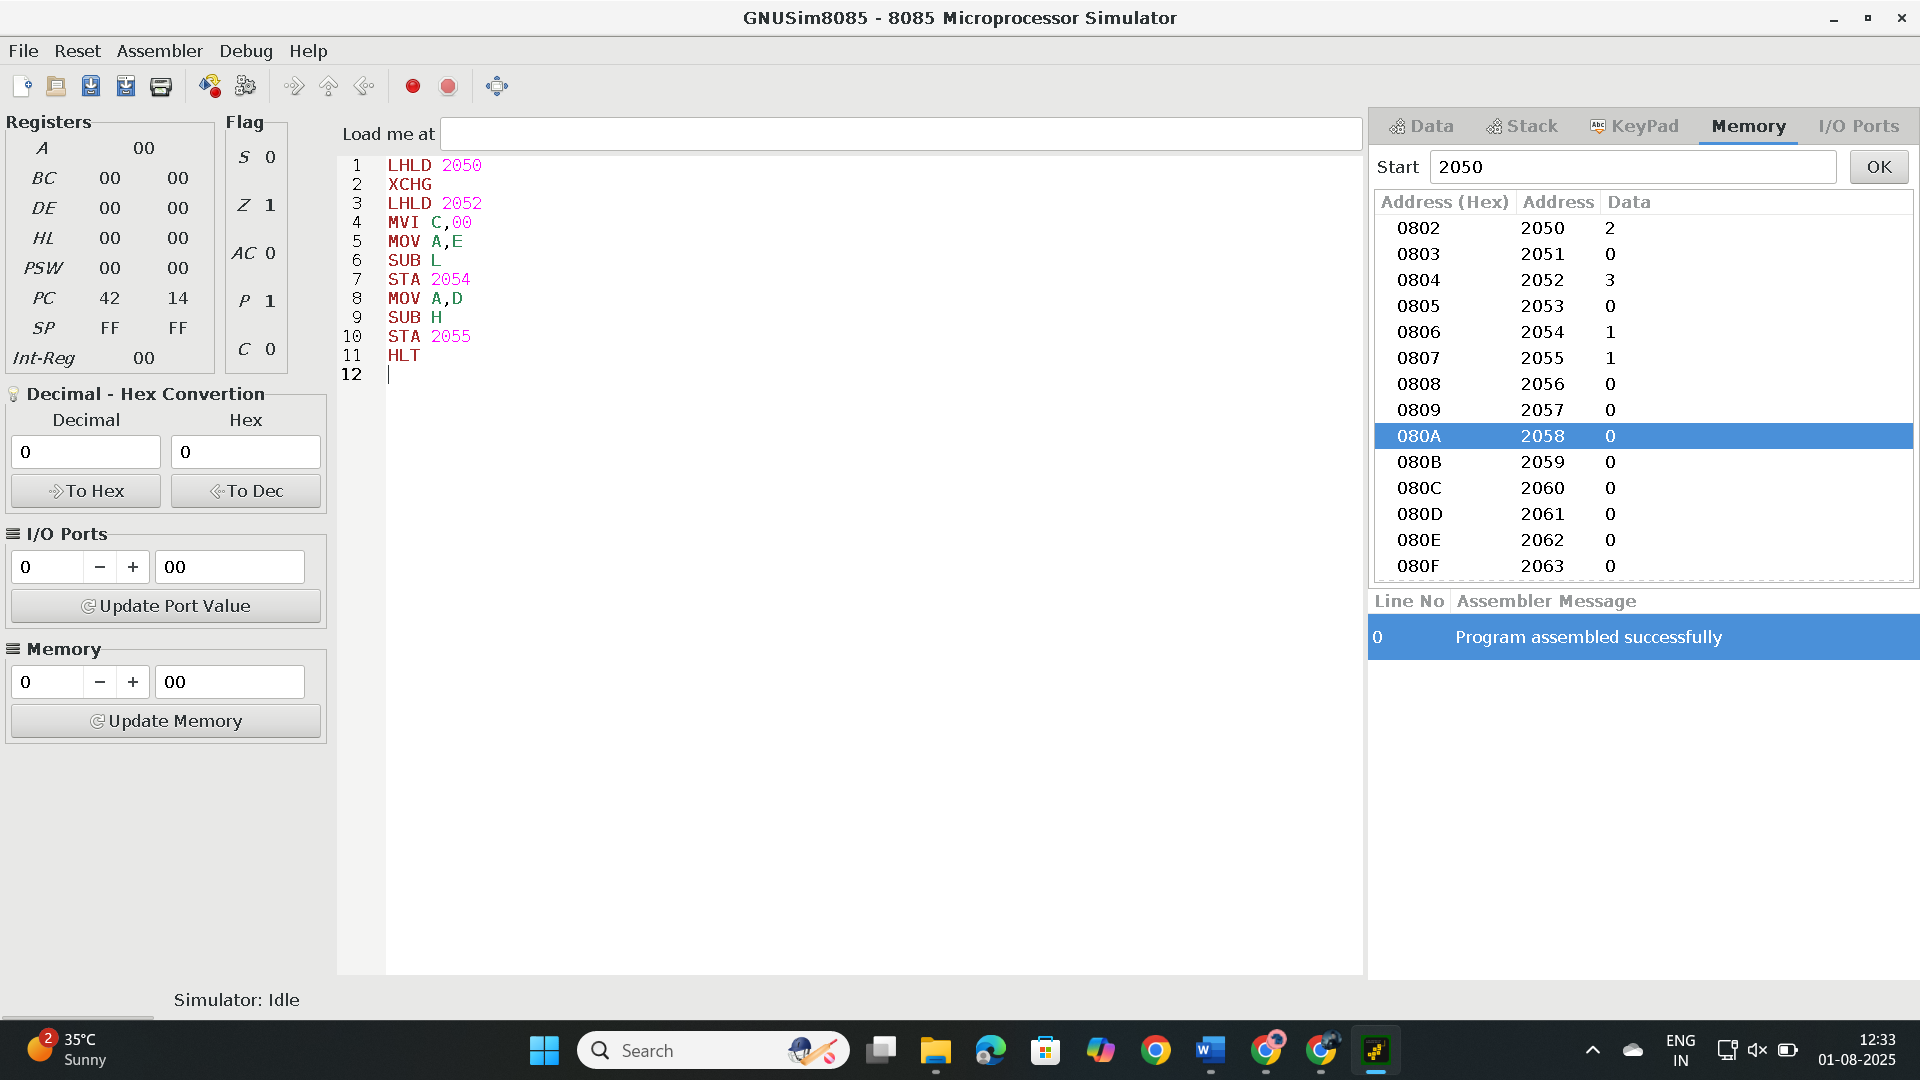 GNUSim8085 - 8085 Microprocessor Simulator
File Reset Assembler Debug Help
Registers
A 00
BC 00 00
DE 00 00
HL 00 00
PSW 00 00
PC 42 14
SP FF FF
Int-Reg 00
Flag
S 0
Z 1
AC 0
P 1
C 0
Decimal - Hex Convertion
Decimal Hex
0 0
To Hex To Dec
I/O Ports
0 − + 00
Update Port Value
Memory
0 − + 00
Update Memory
Load me at
1 LHLD 2050
2 XCHG
3 LHLD 2052
4 MVI C,00
5 MOV A,E
6 SUB L
7 STA 2054
8 MOV A,D
9 SUB H
10 STA 2055
11 HLT
12
Data Stack Abc KeyPad Memory I/O Ports
Start 2050 OK
Address (Hex) Address Data
0802 2050 2
0803 2051 0
0804 2052 3
0805 2053 0
0806 2054 1
0807 2055 1
0808 2056 0
0809 2057 0
080A 2058 0
080B 2059 0
080C 2060 0
080D 2061 0
080E 2062 0
080F 2063 0
Line No Assembler Message
0 Program assembled successfully
Simulator: Idle
2
35°C
Sunny
Search
W
ENG
IN
12:33
01-08-2025